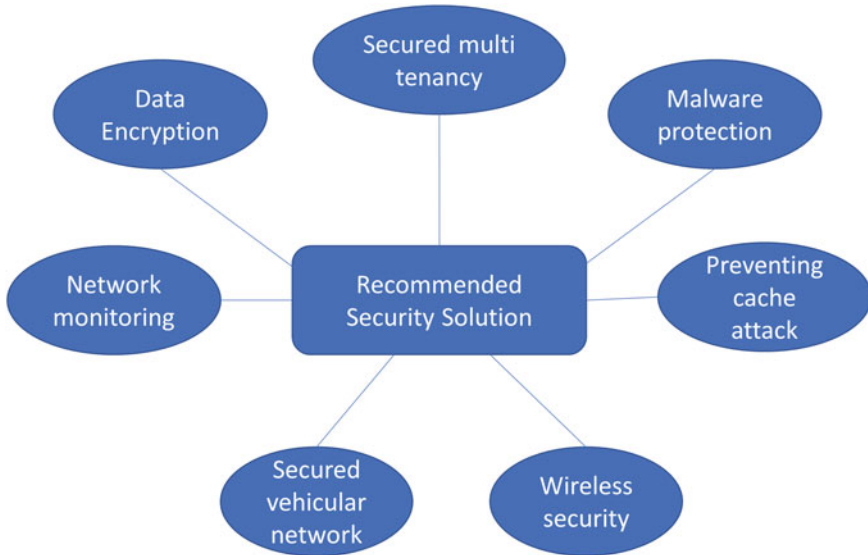 Secured multi
tenancy
Data
Encryption
Malware
protection
Network
monitoring
Recommended
Security Solution
Preventing
cache
attack
Secured
vehicular
network
Wireless
security